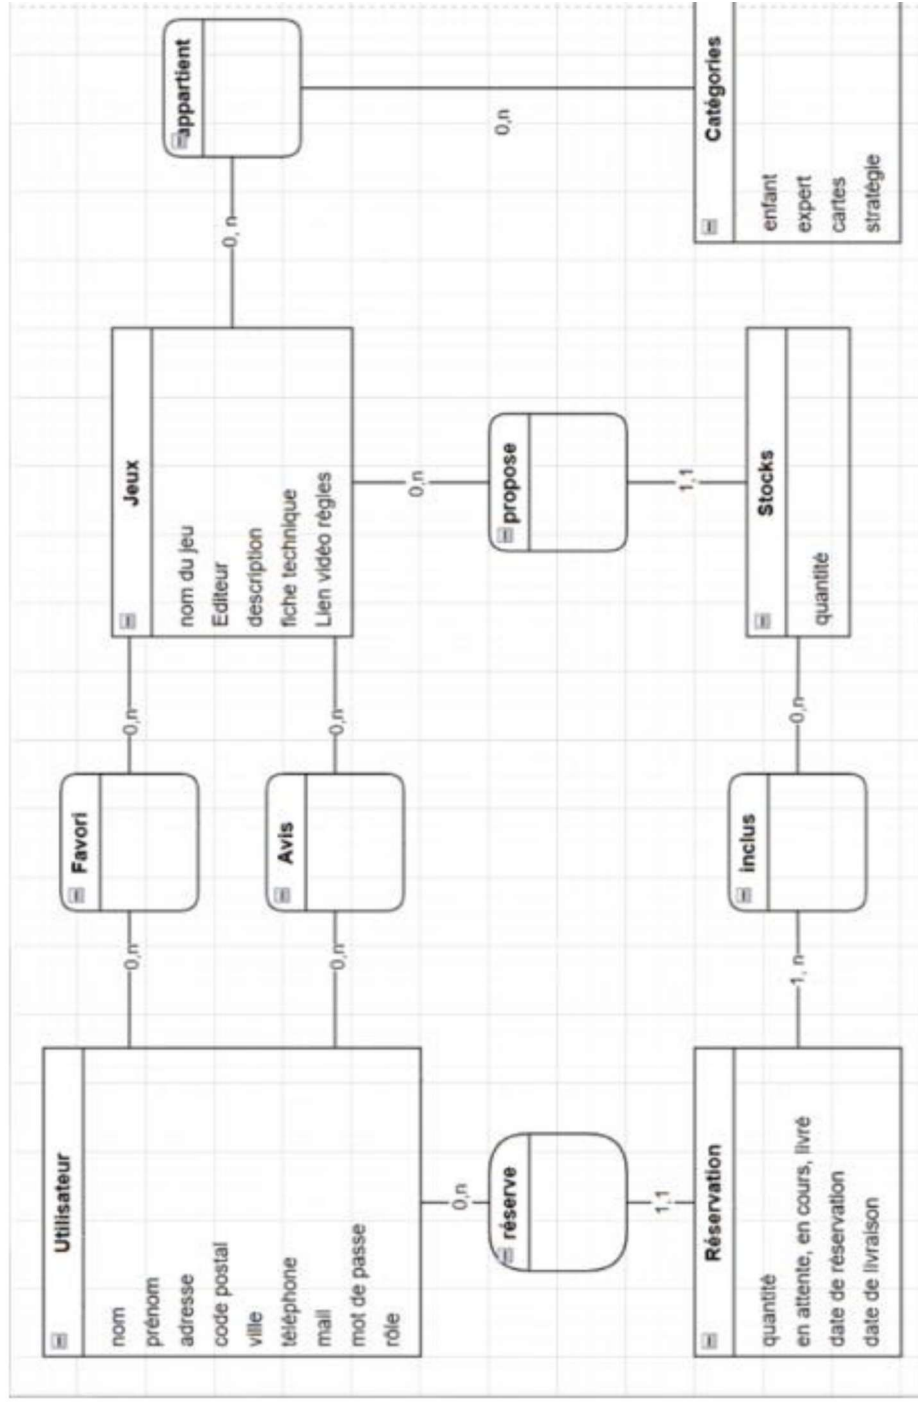 Utilisateur
nom
prénom
adresse
code postal
ville
téléphone
mail
mot de passe
rôle
0,n
Favori
0,n
0,n
Avis
0,n
Jeux
nom du jeu
Editeur
description
fiche technique
Lien vidéo règles
0, n
appartient
0,n
réserve
1,1
0,n
propose
1,1
0,n
Réservation
quantité
en attente, en cours, livré
date de réservation
date de livraison
1, n
inclus
0,n
Stocks
quantité
Catégories
enfant
expert
cartes
stratégie